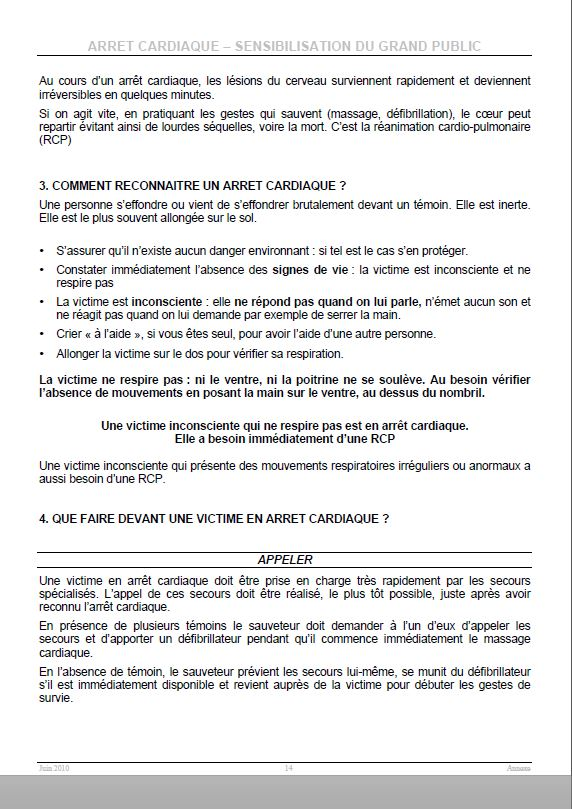 ARRET CARDIAQUE – SENSIBILISATION DU GRAND PUBLIC
Au cours d'un arrêt cardiaque, les lésions du cerveau surviennent rapidement et deviennent
irréversibles en quelques minutes.
Si on agit vite, en pratiquant les gestes qui sauvent (massage, défibrillation), le cœur peut
repartir évitant ainsi de lourdes séquelles, voire la mort. C'est la réanimation cardio-pulmonaire
(RCP)
3. COMMENT RECONNAITRE UN ARRET CARDIAQUE ?
Une personne s'effondre ou vient de s'effondrer brutalement devant un témoin. Elle est inerte.
Elle est le plus souvent allongée sur le sol.
• S'assurer qu'il n'existe aucun danger environnant : si tel est le cas s'en protéger.
• Constater immédiatement l'absence des signes de vie : la victime est inconsciente et ne
respire pas
• La victime est inconsciente : elle ne répond pas quand on lui parle, n'émet aucun son et
ne réagit pas quand on lui demande par exemple de serrer la main.
• Crier « à l'aide », si vous êtes seul, pour avoir l'aide d'une autre personne.
• Allonger la victime sur le dos pour vérifier sa respiration.
La victime ne respire pas : ni le ventre, ni la poitrine ne se soulève. Au besoin vérifier
l'absence de mouvements en posant la main sur le ventre, au dessus du nombril.
Une victime inconsciente qui ne respire pas est en arrêt cardiaque.
Elle a besoin immédiatement d'une RCP
Une victime inconsciente qui présente des mouvements respiratoires irréguliers ou anormaux a
aussi besoin d'une RCP.
4. QUE FAIRE DEVANT UNE VICTIME EN ARRET CARDIAQUE ?
APPELER
Une victime en arrêt cardiaque doit être prise en charge très rapidement par les secours
spécialisés. L'appel de ces secours doit être réalisé, le plus tôt possible, juste après avoir
reconnu l'arrêt cardiaque.
En présence de plusieurs témoins le sauveteur doit demander à l'un d'eux d'appeler les
secours et d'apporter un défibrillateur pendant qu'il commence immédiatement le massage
cardiaque.
En l'absence de témoin, le sauveteur prévient les secours lui-même, se munit du défibrillateur
s'il est immédiatement disponible et revient auprès de la victime pour débuter les gestes de
survie.
Juin 2010 14 Annexe